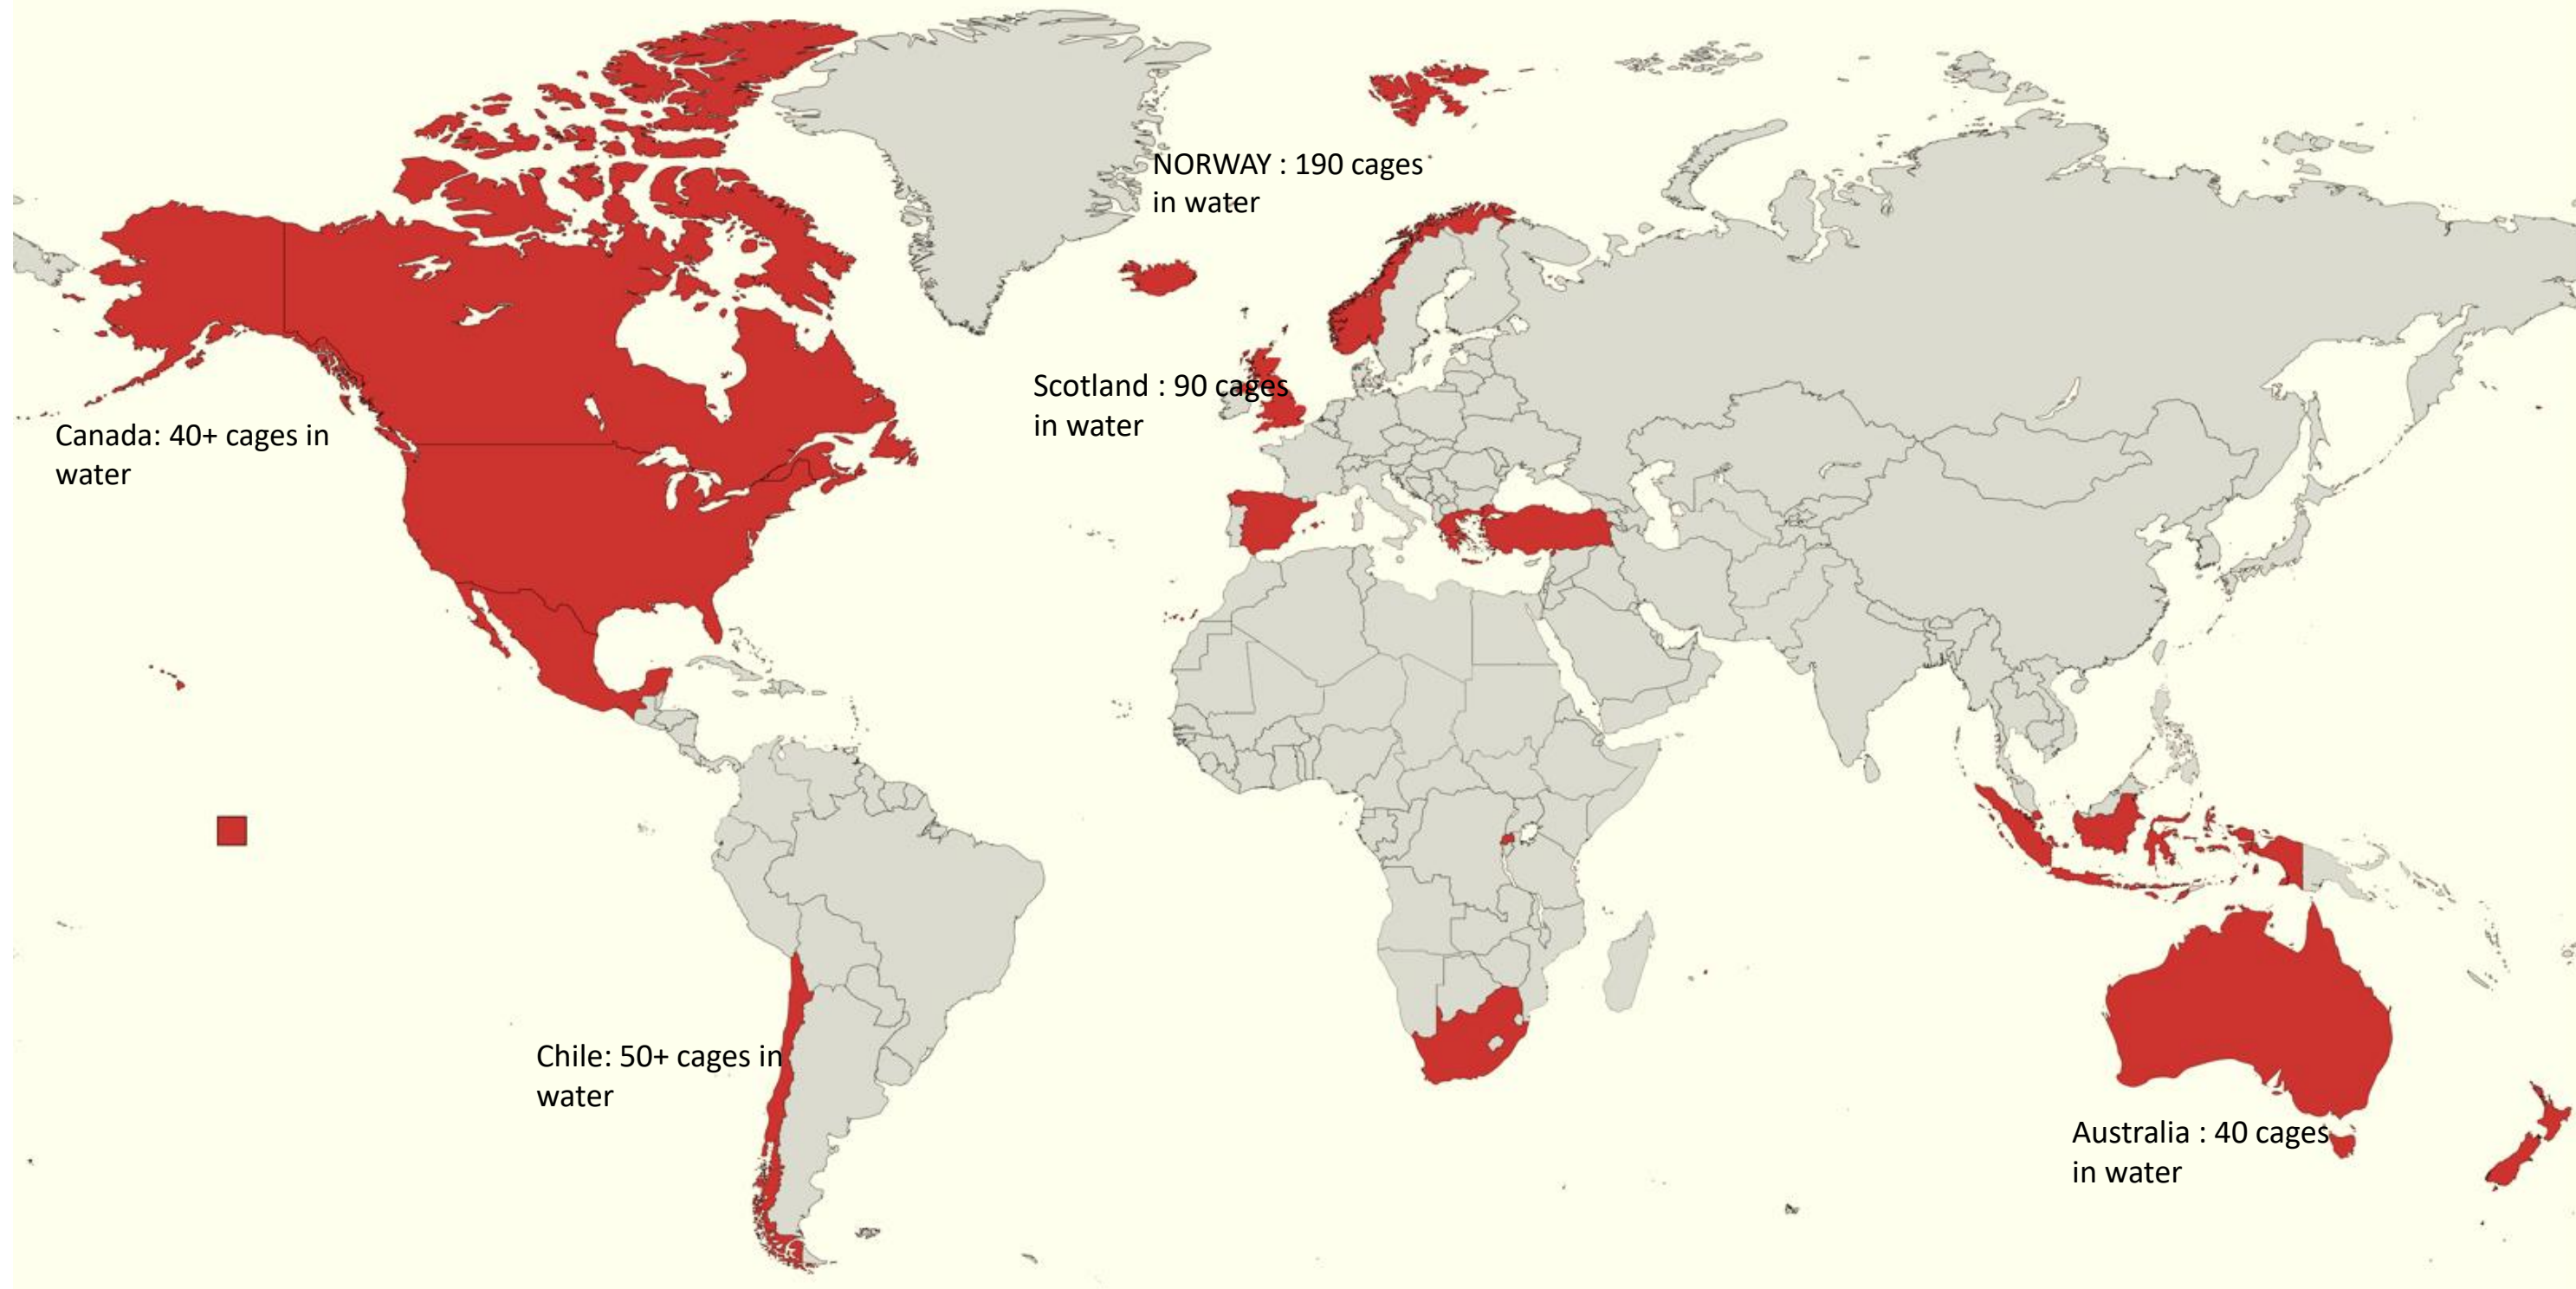 NORWAY : 190 cages
in water
Scotland : 90 cages
in water
Canada: 40+ cages in
water
Chile: 50+ cages in
water
Australia : 40 cages
in water